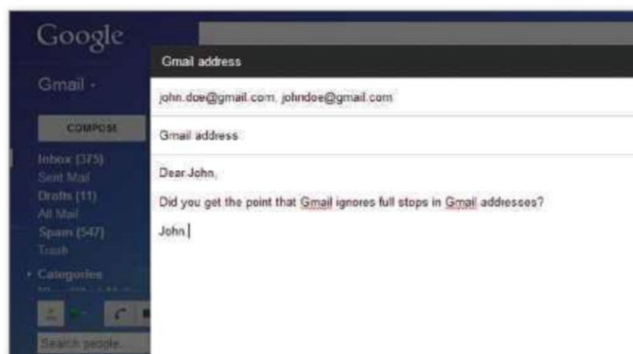 Google
Gmail address
Gmail -
john.doe@gmail.com, johndoe@gmail.com
COMPOSE
Gmail address
Inbox (375)
Sent Mail
Drafts (11)
All Mail
Spam (547)
Trash
Categories
Dear John,
Did you get the point that Gmail ignores full stops in Gmail addresses?
John
Search people...